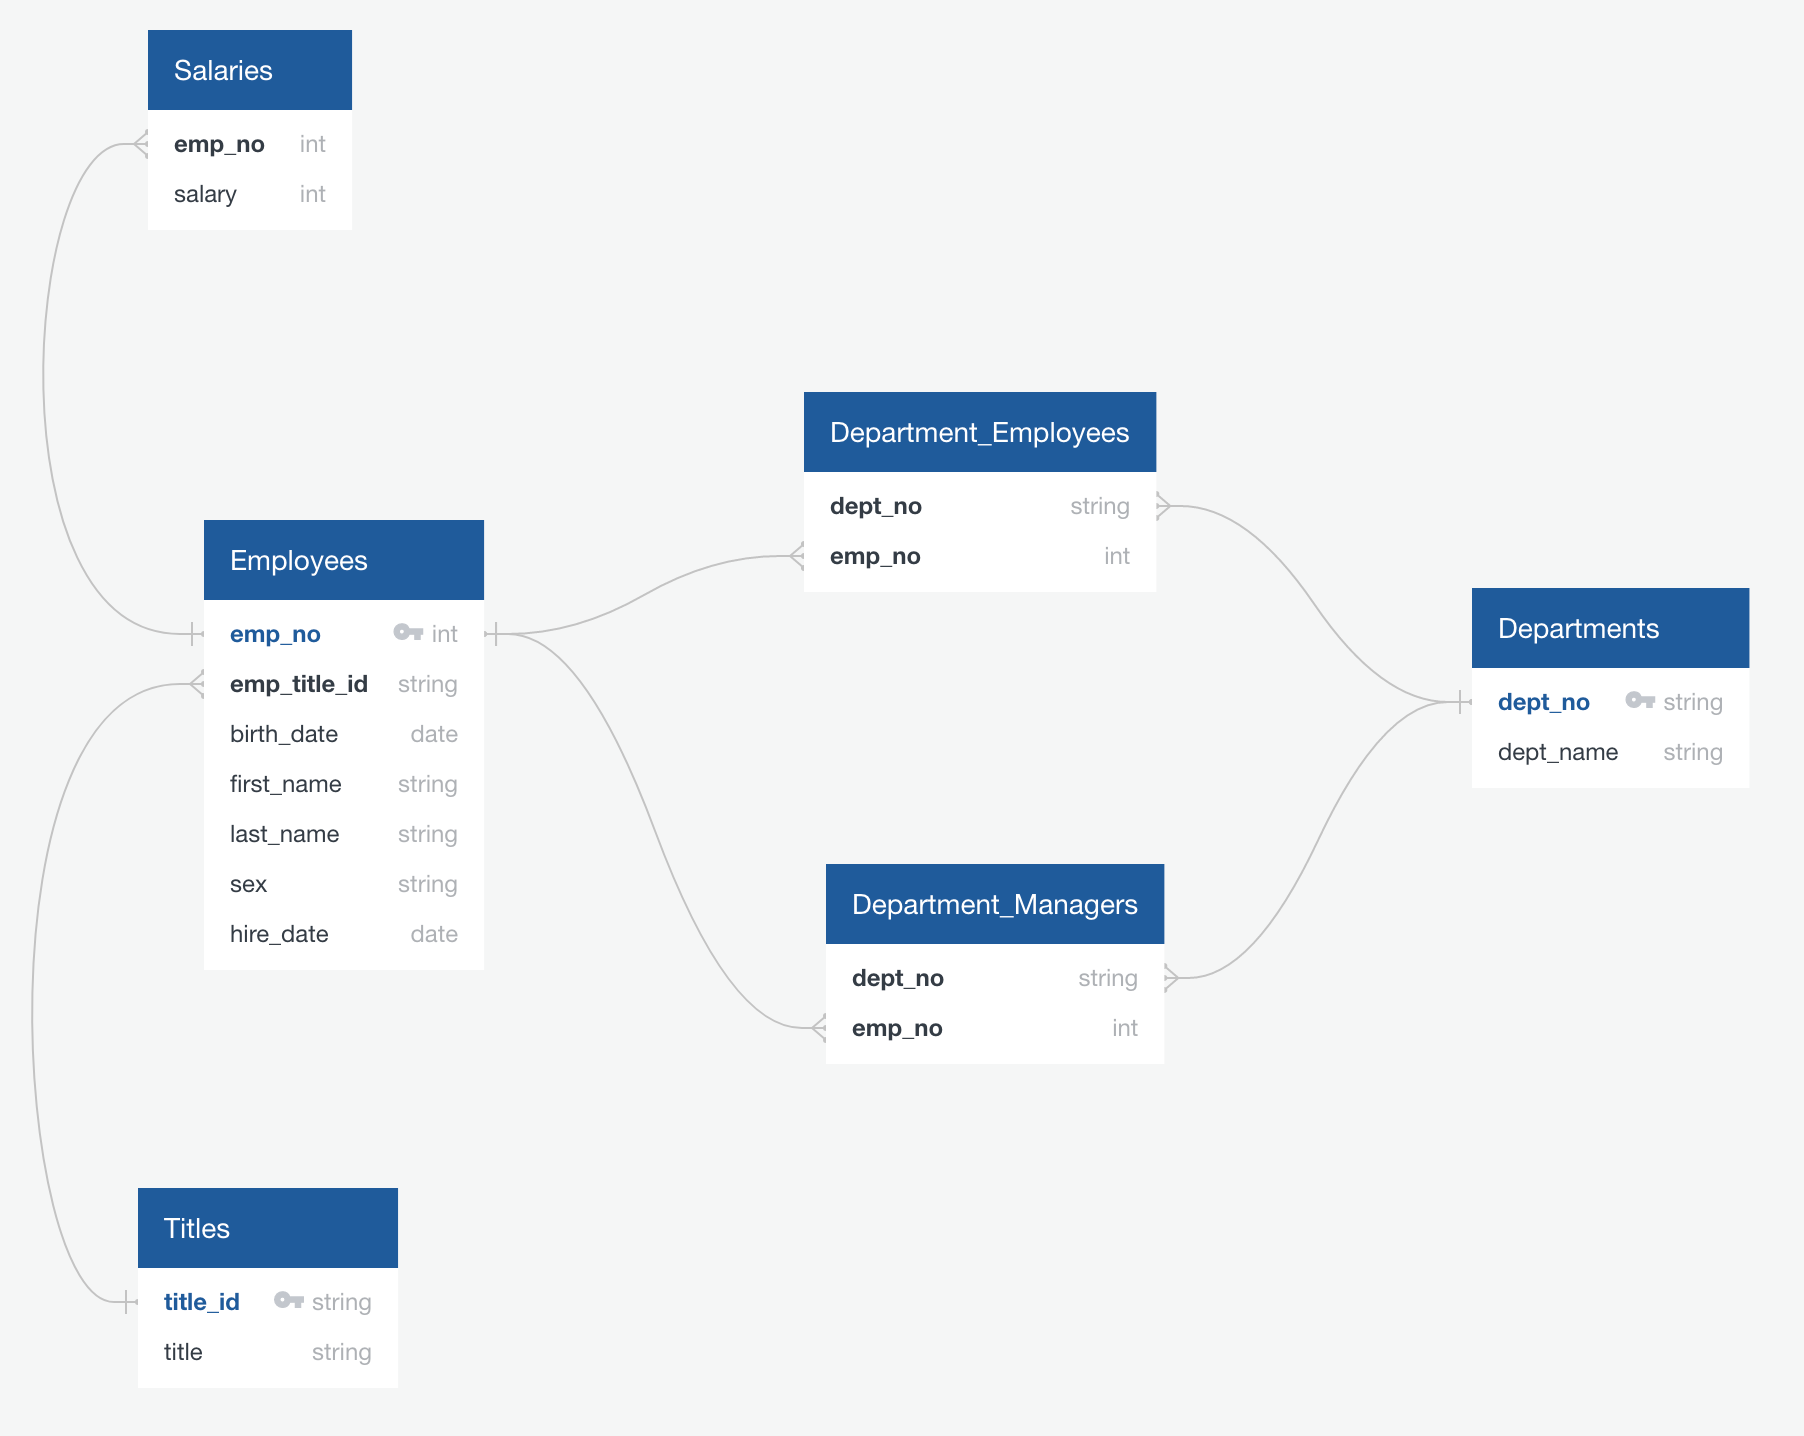 Salaries
emp_no int
salary int
Employees
emp_no int
emp_title_id string
birth_date date
first_name string
last_name string
sex string
hire_date date
Titles
title_id string
title string
Department_Employees
dept_no string
emp_no int
Department_Managers
dept_no string
emp_no int
Departments
dept_no string
dept_name string